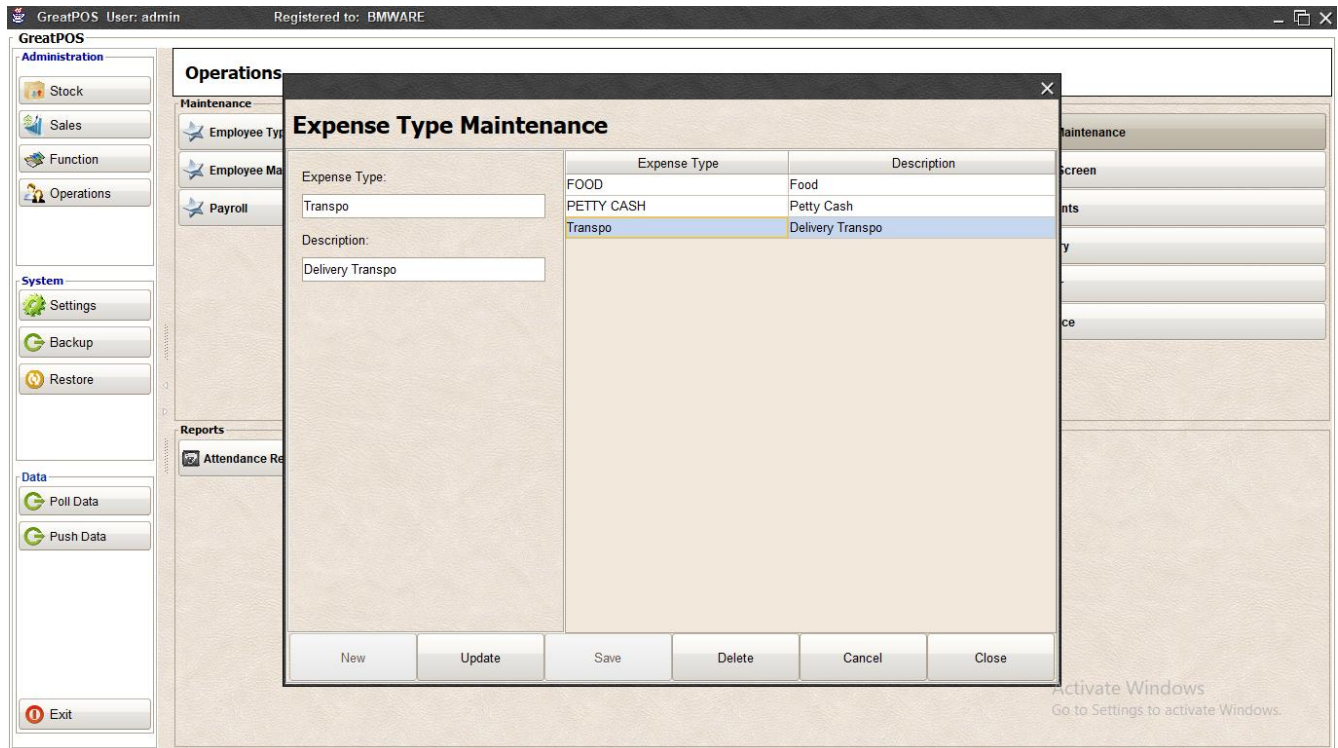 GreatPOS User: admin Registered to: BMWARE
GreatPOS
Administration
Stock
Sales
Function
Operations
System
Settings
Backup
Restore
Data
Poll Data
Push Data
Exit
Operations
Maintenance
Employee Typ
Employee Ma
Payroll
Reports
Attendance Re
Expense Type Maintenance
Expense Type:
Transpo
Description:
Delivery Transpo
Expense Type Description
FOOD Food
PETTY CASH Petty Cash
Transpo Delivery Transpo
New Update Save Delete Cancel Close
Maintenance
Screen
nts
y
ce
Activate Windows
Go to Settings to activate Windows.